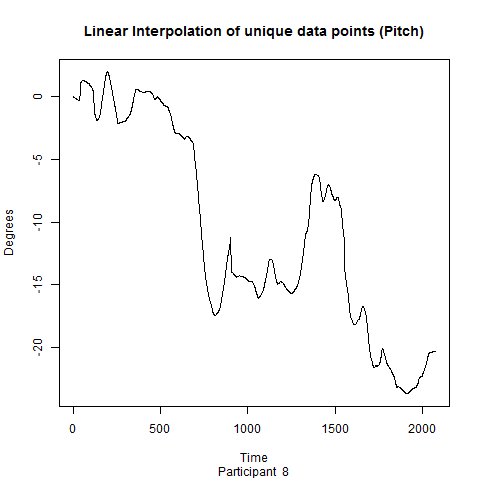 Linear Interpolation of unique data points (Pitch)
0
-5
-10
-15
-20
Degrees
0 500 1000 1500 2000
Time
Participant 8